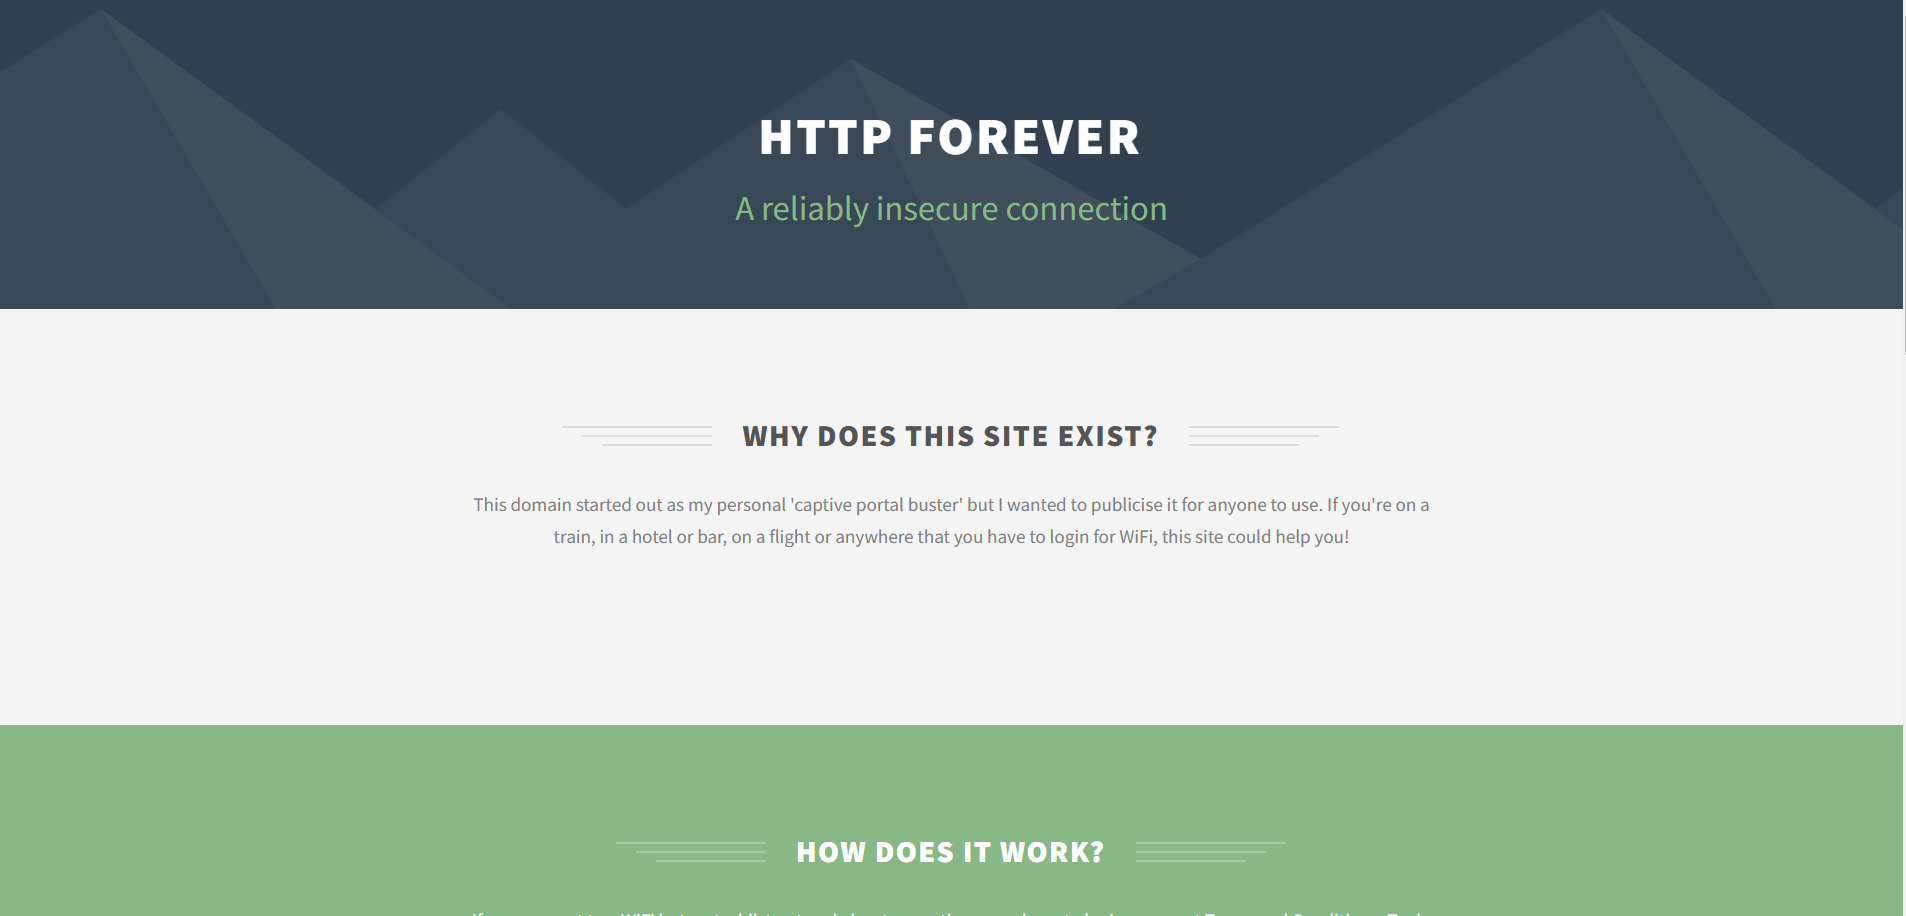 HTTP FOREVER
A reliably insecure connection
WHY DOES THIS SITE EXIST?
This domain started out as my personal 'captive portal buster' but I wanted to publicise it for anyone to use. If you're on a
train, in a hotel or bar, on a flight or anywhere that you have to login for WiFi, this site could help you!
HOW DOES IT WORK?